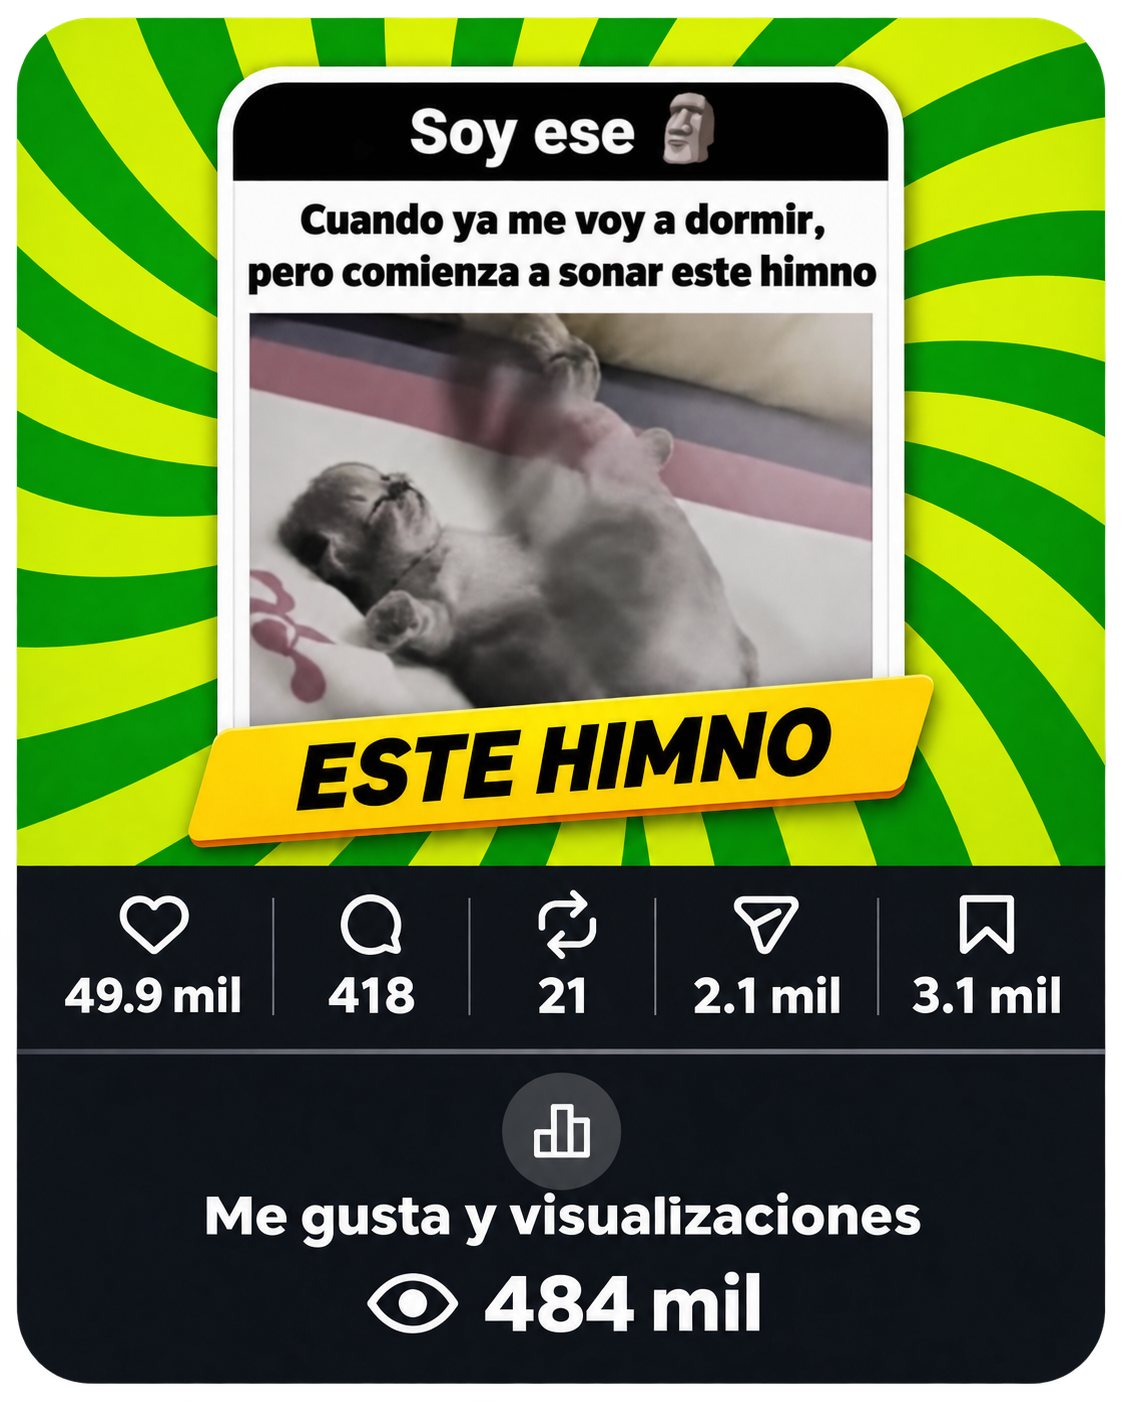 Soy ese 🗿
Cuando ya me voy a dormir,
pero comienza a sonar este himno
ESTE HIMNO
49.9 mil
418
21
2.1 mil
3.1 mil
Me gusta y visualizaciones
484 mil